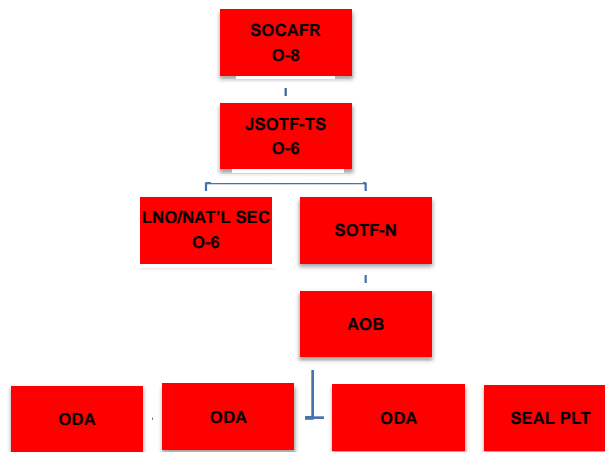 SOCAFR
O-8
JSOTF-TS
O-6
LNO/NAT'L SEC
O-6
SOTF-N
AOB
ODA
ODA
ODA
SEAL PLT